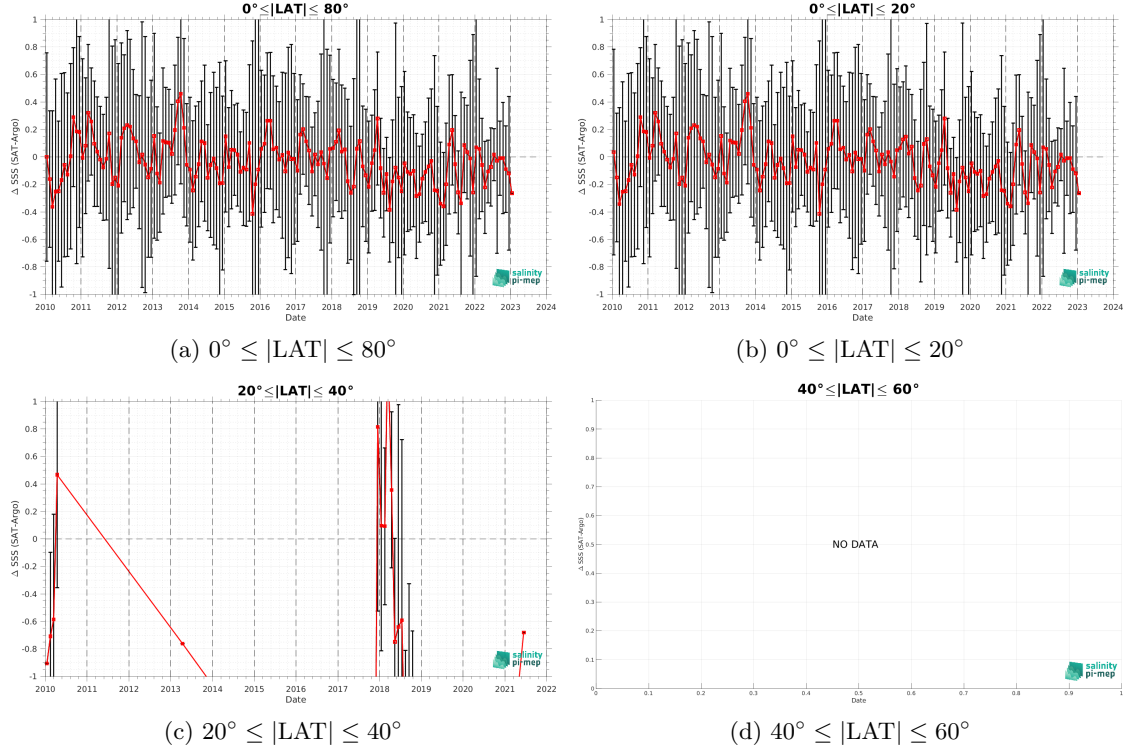 0°≤|LAT|≤ 80°
1
0.8
0.6
0.4
0.2
0
-0.2
-0.4
-0.6
-0.8
-1
Δ SSS (SAT-Argo)
2010 2011 2012 2013 2014 2015 2016 2017 2018 2019 2020 2021 2022 2023 2024
Date
salinity
pi-mep
(a) 0° ≤ |LAT| ≤ 80°
0°≤|LAT|≤ 20°
1
0.8
0.6
0.4
0.2
0
-0.2
-0.4
-0.6
-0.8
-1
Δ SSS (SAT-Argo)
2010 2011 2012 2013 2014 2015 2016 2017 2018 2019 2020 2021 2022 2023 2024
Date
salinity
pi-mep
(b) 0° ≤ |LAT| ≤ 20°
20°≤|LAT|≤ 40°
1
0.8
0.6
0.4
0.2
0
-0.2
-0.4
-0.6
-0.8
-1
Δ SSS (SAT-Argo)
2010 2011 2012 2013 2014 2015 2016 2017 2018 2019 2020 2021 2022
Date
salinity
pi-mep
(c) 20° ≤ |LAT| ≤ 40°
40°≤|LAT|≤ 60°
1
0.9
0.8
0.7
0.6
0.5
0.4
0.3
0.2
0.1
0
Δ SSS (SAT-Argo)
NO DATA
0 0.1 0.2 0.3 0.4 0.5 0.6 0.7 0.8 0.9 1
Date
salinity
pi-mep
(d) 40° ≤ |LAT| ≤ 60°